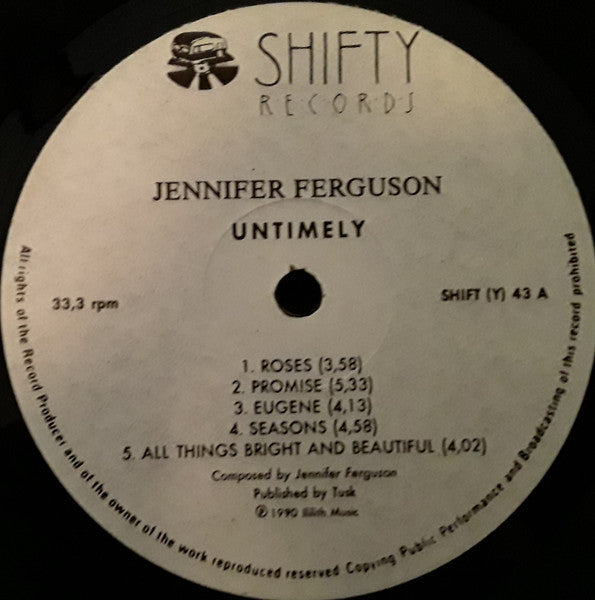 SHIFTY
RECORDS
JENNIFER FERGUSON
UNTIMELY
33,3 rpm
SHIFT (Y) 43 A
1. ROSES (3,58)
2. PROMISE (5,33)
3. EUGENE (4,13)
4. SEASONS (4,58)
5. ALL THINGS BRIGHT AND BEAUTIFUL (4,02)
Composed by Jennifer Ferguson
Published by Tusk
℗ 1990 Lilith Music
All rights of the Record Producer and of the owner of the work reproduced reserved Copying Public Performance and Broadcasting of this record prohibited